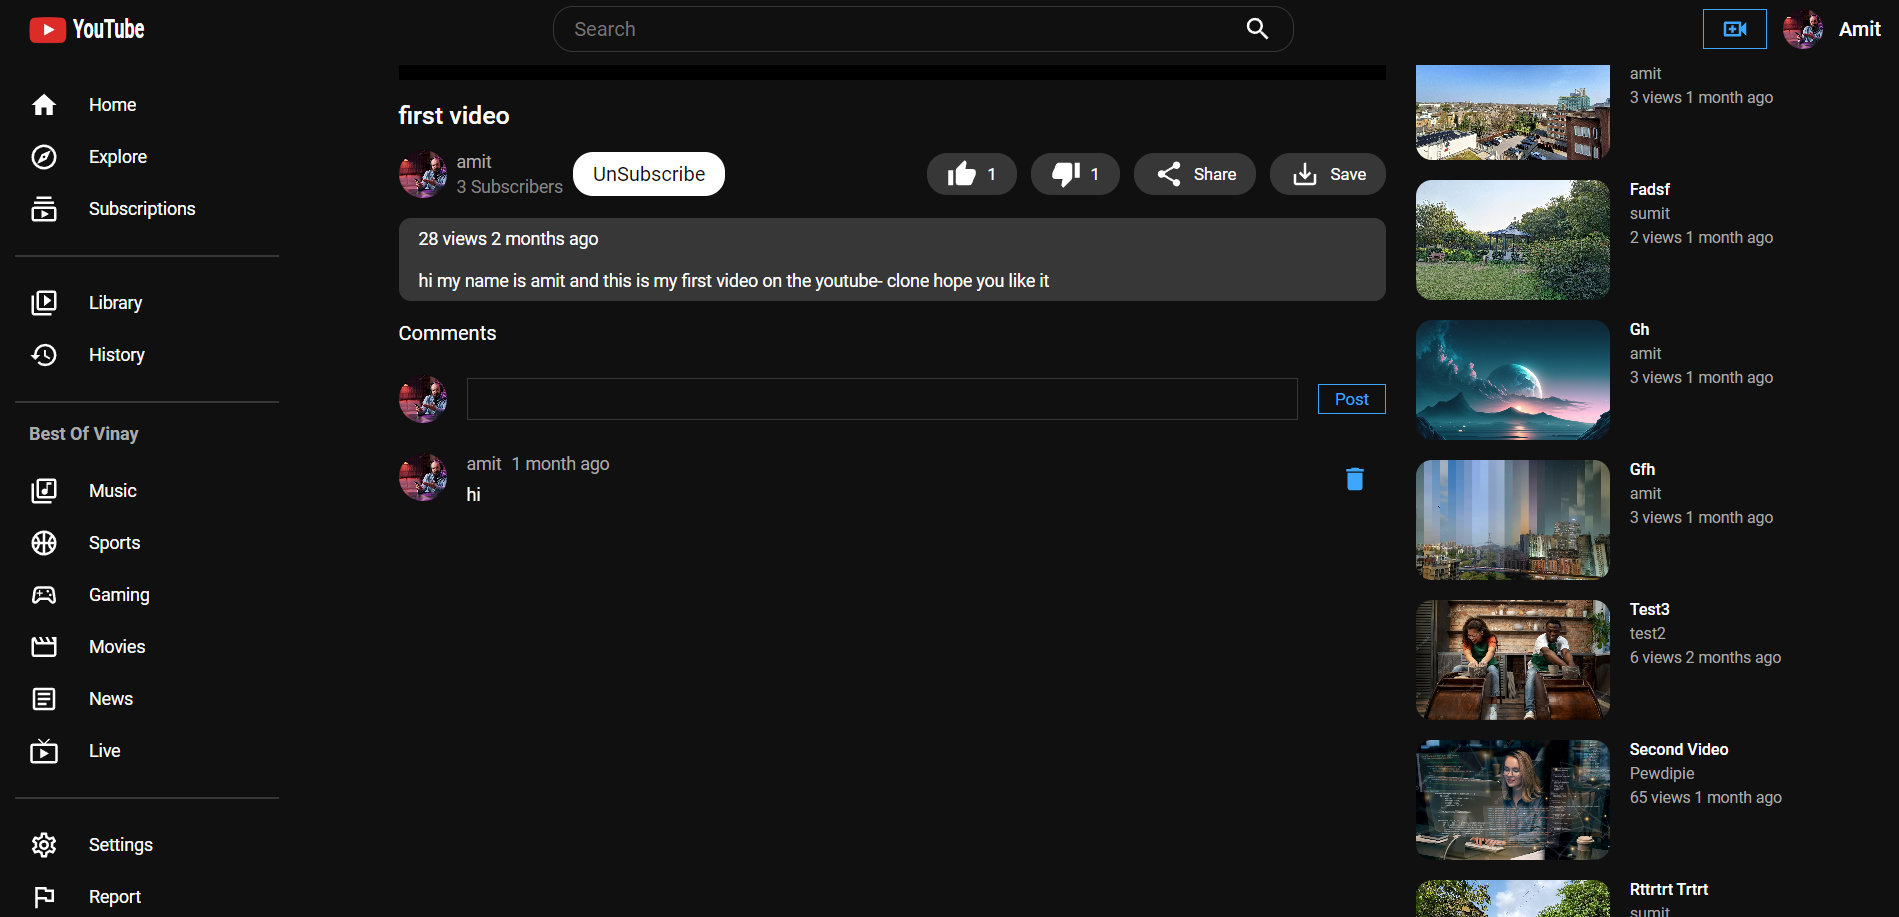 YouTube
Search
Amit
Home
Explore
Subscriptions
Library
History
Best Of Vinay
Music
Sports
Gaming
Movies
News
Live
Settings
Report
first video
amit
3 Subscribers
UnSubscribe
1
1
Share
Save
28 views 2 months ago
hi my name is amit and this is my first video on the youtube- clone hope you like it
Comments
Post
amit 1 month ago
hi
amit
3 views 1 month ago
Fadsf
sumit
2 views 1 month ago
Gh
amit
3 views 1 month ago
Gfh
amit
3 views 1 month ago
Test3
test2
6 views 2 months ago
Second Video
Pewdipie
65 views 1 month ago
Rttrtrt Trtrt
sumit